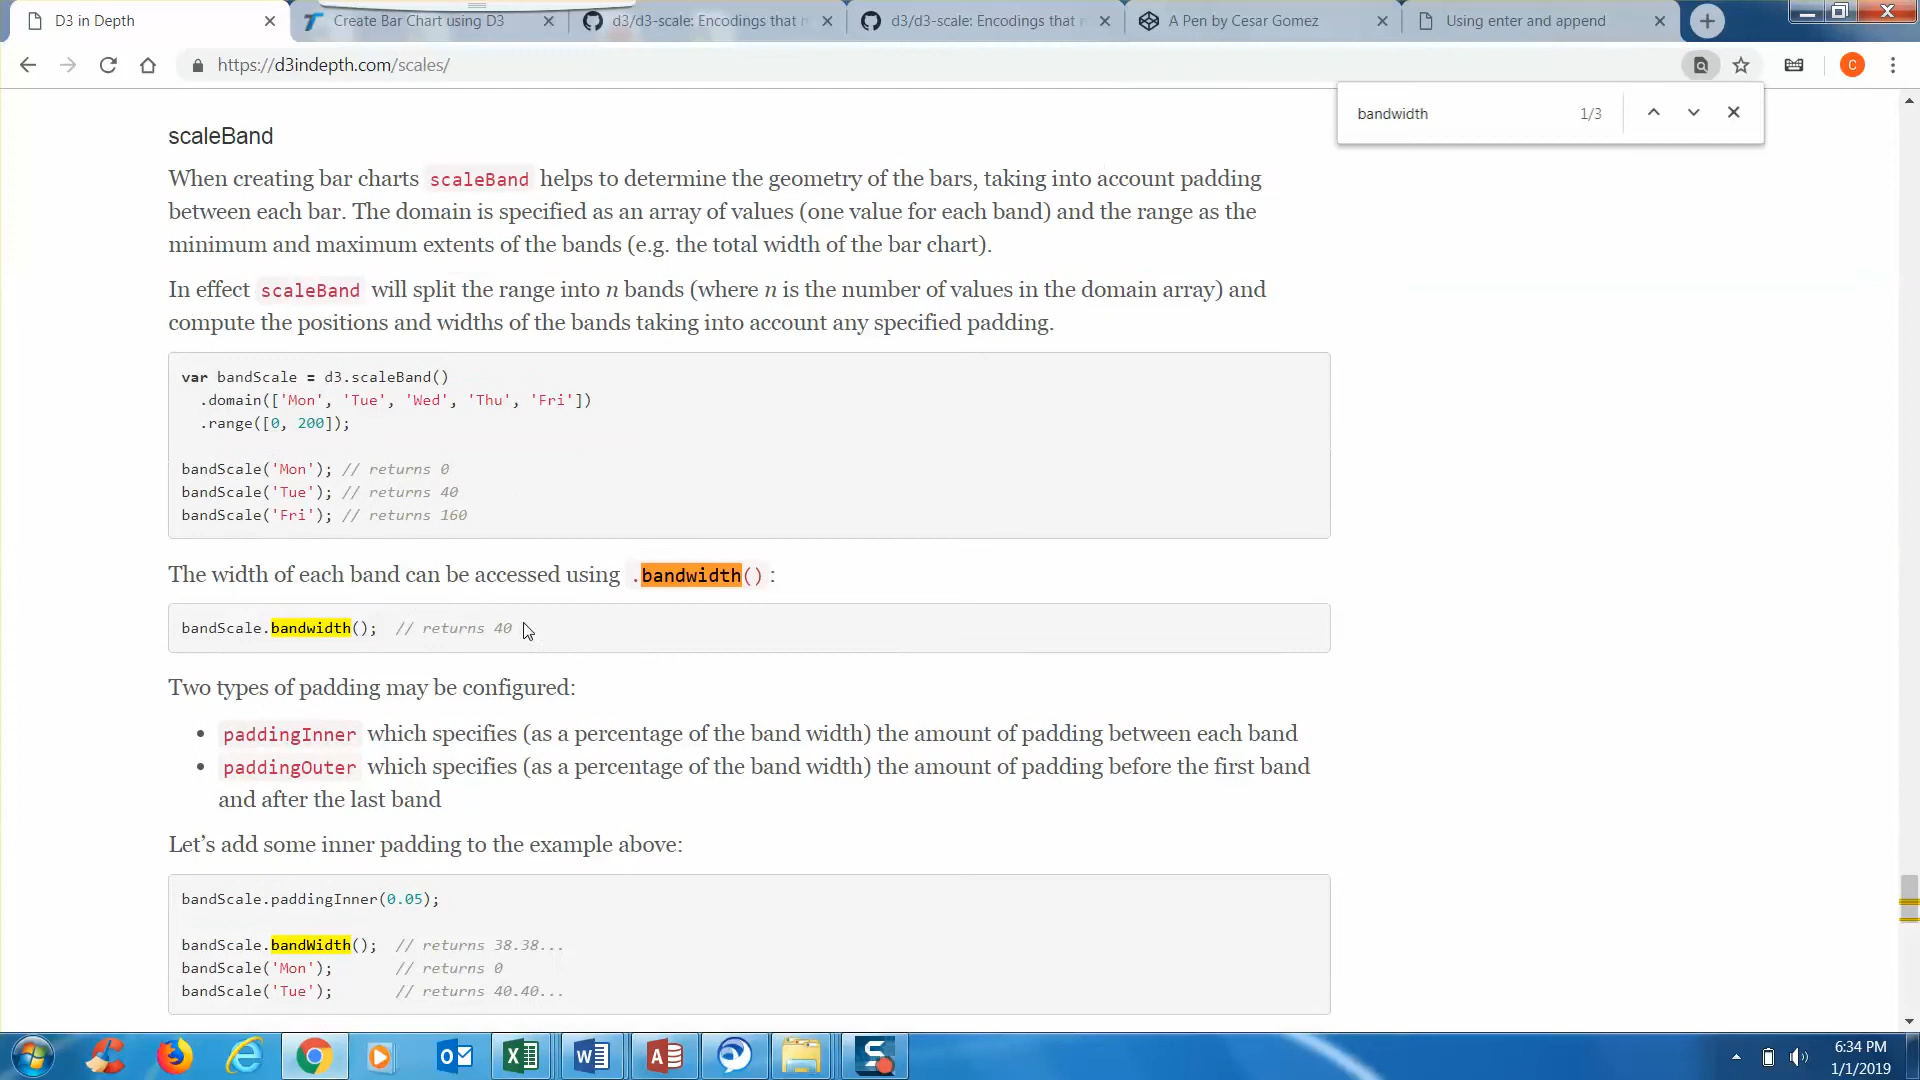 D3 in Depth
Create Bar Chart using D3
d3/d3-scale: Encodings that m
d3/d3-scale: Encodings that m
A Pen by Cesar Gomez
Using enter and append
https://d3indepth.com/scales/
C
bandwidth
1/3
scaleBand
When creating bar charts scaleBand helps to determine the geometry of the bars, taking into account padding
between each bar. The domain is specified as an array of values (one value for each band) and the range as the
minimum and maximum extents of the bands (e.g. the total width of the bar chart).
In effect scaleBand will split the range into n bands (where n is the number of values in the domain array) and
compute the positions and widths of the bands taking into account any specified padding.
var bandScale = d3.scaleBand()
.domain(['Mon', 'Tue', 'Wed', 'Thu', 'Fri'])
.range([0, 200]);
bandScale('Mon'); // returns 0
bandScale('Tue'); // returns 40
bandScale('Fri'); // returns 160
The width of each band can be accessed using .bandwidth() :
bandScale.bandwidth(); // returns 40
Two types of padding may be configured:
• paddingInner which specifies (as a percentage of the band width) the amount of padding between each band
• paddingOuter which specifies (as a percentage of the band width) the amount of padding before the first band
and after the last band
Let’s add some inner padding to the example above:
bandScale.paddingInner(0.05);
bandScale.bandWidth(); // returns 38.38...
bandScale('Mon'); // returns 0
bandScale('Tue'); // returns 40.40...
6:34 PM
1/1/2019